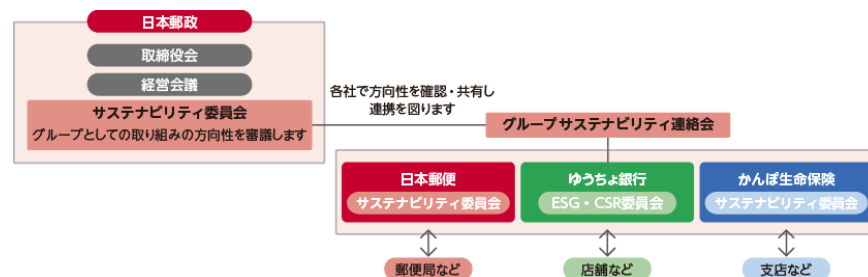 日本郵政
取締役会
経営会議
サステナビリティ委員会
グループとしての取り組みの方向性を審議します
各社で方向性を確認・共有し
連携を図ります
グループサステナビリティ連絡会
日本郵便
サステナビリティ委員会
ゆうちょ銀行
ESG・CSR委員会
かんぽ生命保険
サステナビリティ委員会
郵便局など
店舗など
支店など